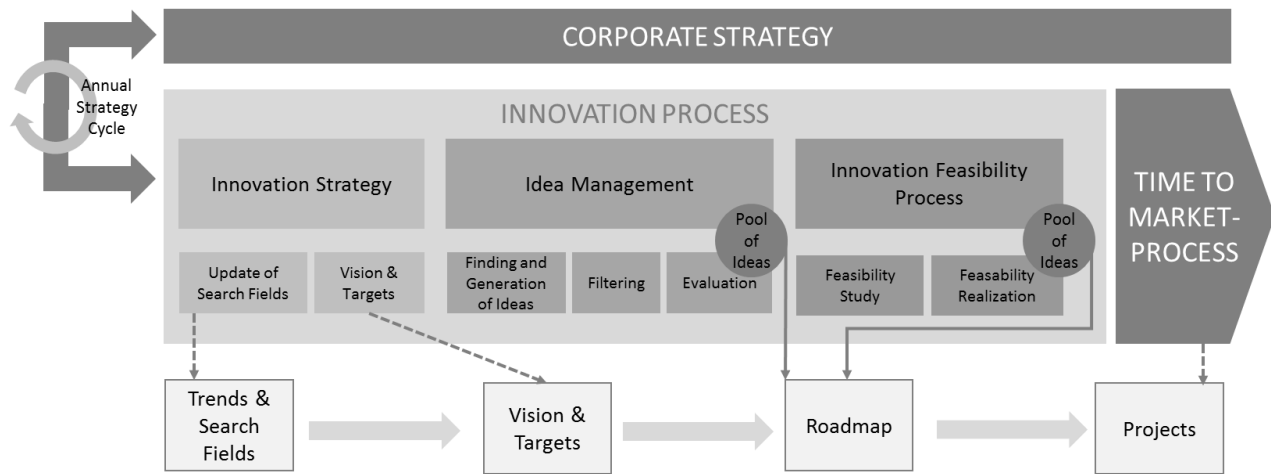 CORPORATE STRATEGY
Annual
Strategy
Cycle
INNOVATION PROCESS
Innovation Strategy
Idea Management
Innovation Feasibility
Process
TIME TO
MARKET-
PROCESS
Pool
of
Ideas
Pool
of
Ideas
Update of
Search Fields
Vision &
Targets
Finding and
Generation
of Ideas
Filtering
Evaluation
Feasibility
Study
Feasability
Realization
Trends &
Search
Fields
Vision &
Targets
Roadmap
Projects